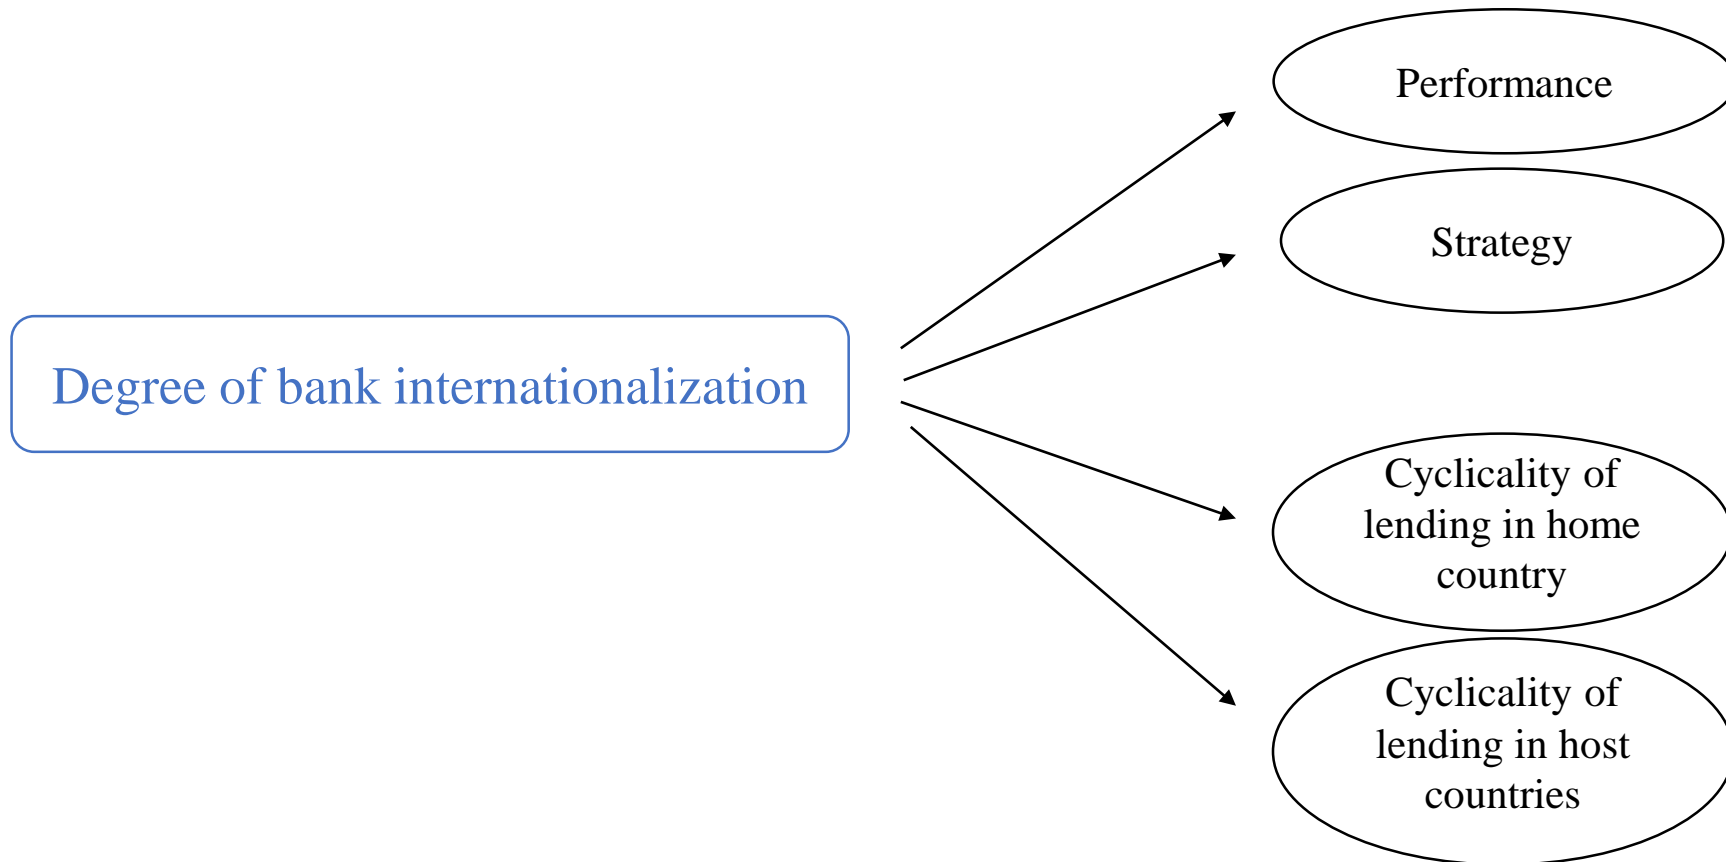 Performance
Strategy
Degree of bank internationalization
Cyclicality of
lending in home
country
Cyclicality of
lending in host
countries